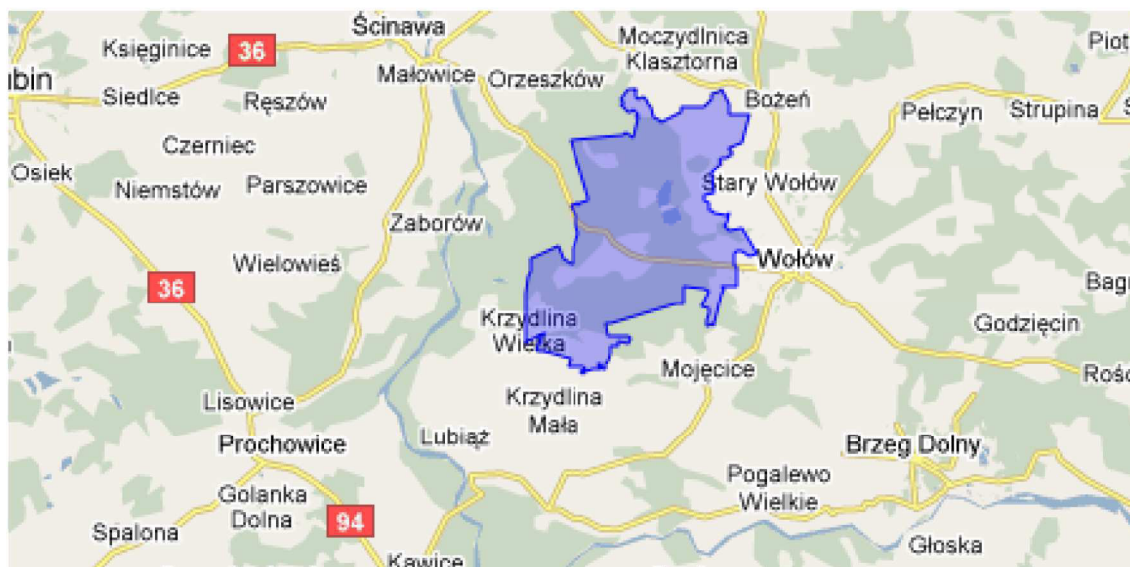 Ścinawa
Księginice
36
Moczydlnica
Klasztorna
Małowice
Orzeszków
Siedlce
Ręszów
Bożeń
Pełczyn
Strupina
Czerniec
Osiek
Niemstów
Parszowice
Stary Wołów
Zaborów
Wielowieś
Wołów
36
Krzydlina
Wielka
Godzięcin
Mojęcice
Lisowice
Krzydlina
Mała
Lubiąż
Prochowice
Brzeg Dolny
Pogalewo
Wielkie
Golanka
Dolna
94
Spalona
Głoska
Kawice